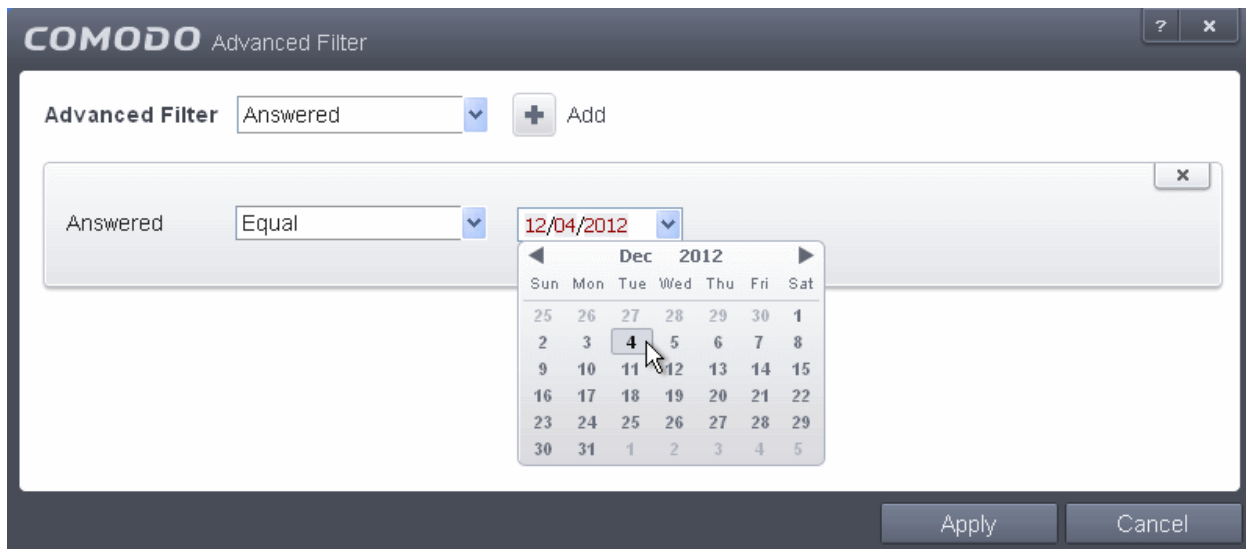 COMODO Advanced Filter ? x
Advanced Filter Answered + Add
x
Answered Equal 12/04/2012
Dec 2012
Sun Mon Tue Wed Thu Fri Sat
25 26 27 28 29 30 1
2 3 4 5 6 7 8
9 10 11 12 13 14 15
16 17 18 19 20 21 22
23 24 25 26 27 28 29
30 31 1 2 3 4 5
Apply Cancel